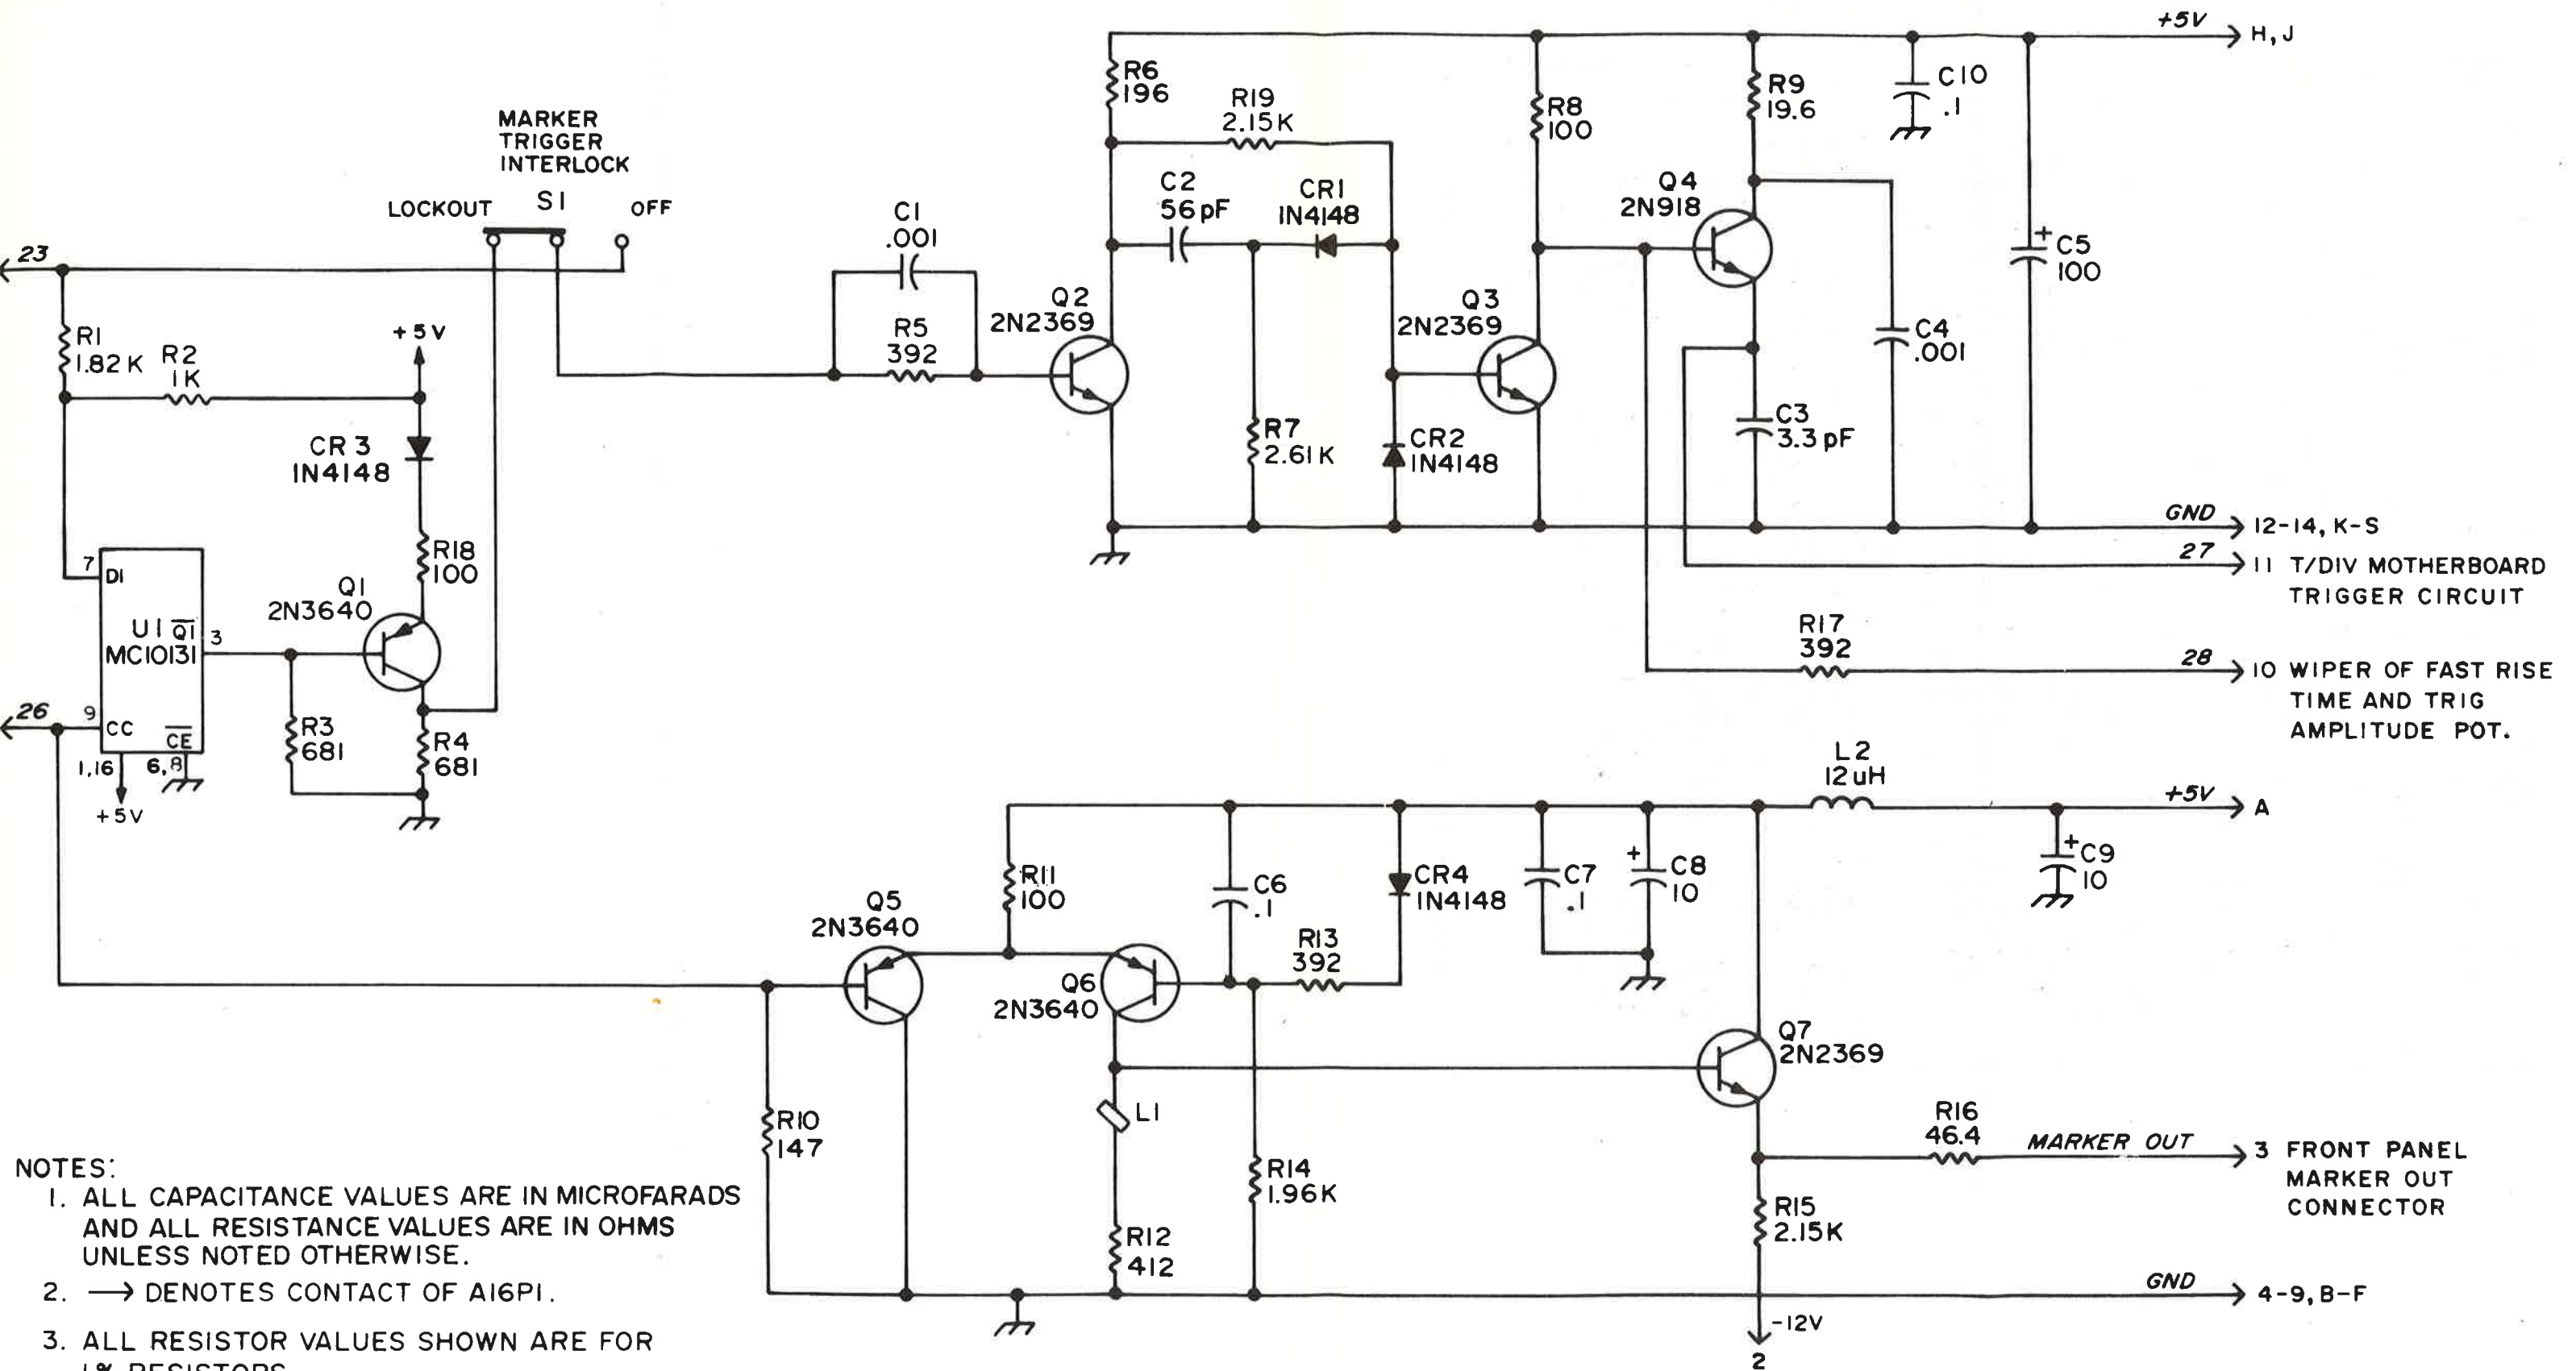 +5V
H, J
R6
196
R19
2.15K
R8
100
R9
19.6
C10
.1
MARKER
TRIGGER
INTERLOCK
LOCKOUT
S1
OFF
C2
56pF
CR1
1N4148
Q4
2N918
C1
.001
C5
+
100
23
R1
1.82K
R2
1K
+5V
R5
392
Q2
2N2369
Q3
2N2369
C4
.001
C3
3.3pF
CR3
1N4148
R7
2.61K
CR2
1N4148
GND
12-14, K-S
27
11 T/DIV MOTHERBOARD
TRIGGER CIRCUIT
R18
100
7
D1
Q1
2N3640
U1 Q1
3
MC10131
R17
392
28
10 WIPER OF FAST RISE
TIME AND TRIG
AMPLITUDE POT.
26
9
CC
CE
R3
681
R4
681
1,16
6,8
+5V
L2
12uH
+5V
A
R11
100
C6
.1
CR4
1N4148
C7
.1
+
C8
10
+
C9
10
Q5
2N3640
R13
392
Q6
2N3640
Q7
2N2369
R10
147
L1
R16
46.4
MARKER OUT
3 FRONT PANEL
MARKER OUT
CONNECTOR
R14
1.96K
R15
2.15K
R12
412
GND
4-9, B-F
-12V
2
NOTES:
1. ALL CAPACITANCE VALUES ARE IN MICROFARADS
AND ALL RESISTANCE VALUES ARE IN OHMS
UNLESS NOTED OTHERWISE.
2. → DENOTES CONTACT OF A16P1.
3. ALL RESISTOR VALUES SHOWN ARE FOR
1% RESISTORS